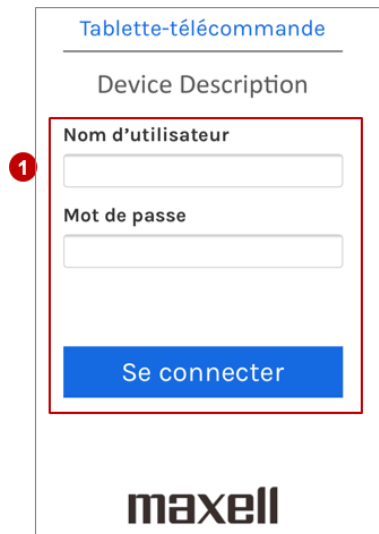 Tablette-télécommande
Device Description
Nom d’utilisateur
1
Mot de passe
Se connecter
maxell